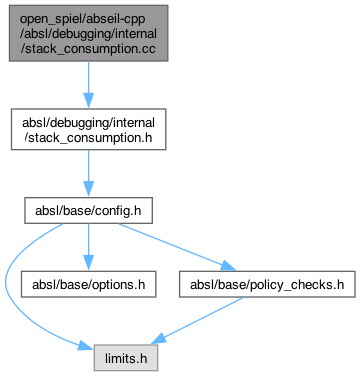 open_spiel/abseil-cpp
/absl/debugging/internal
/stack_consumption.cc
absl/debugging/internal
/stack_consumption.h
absl/base/config.h
absl/base/options.h
absl/base/policy_checks.h
limits.h